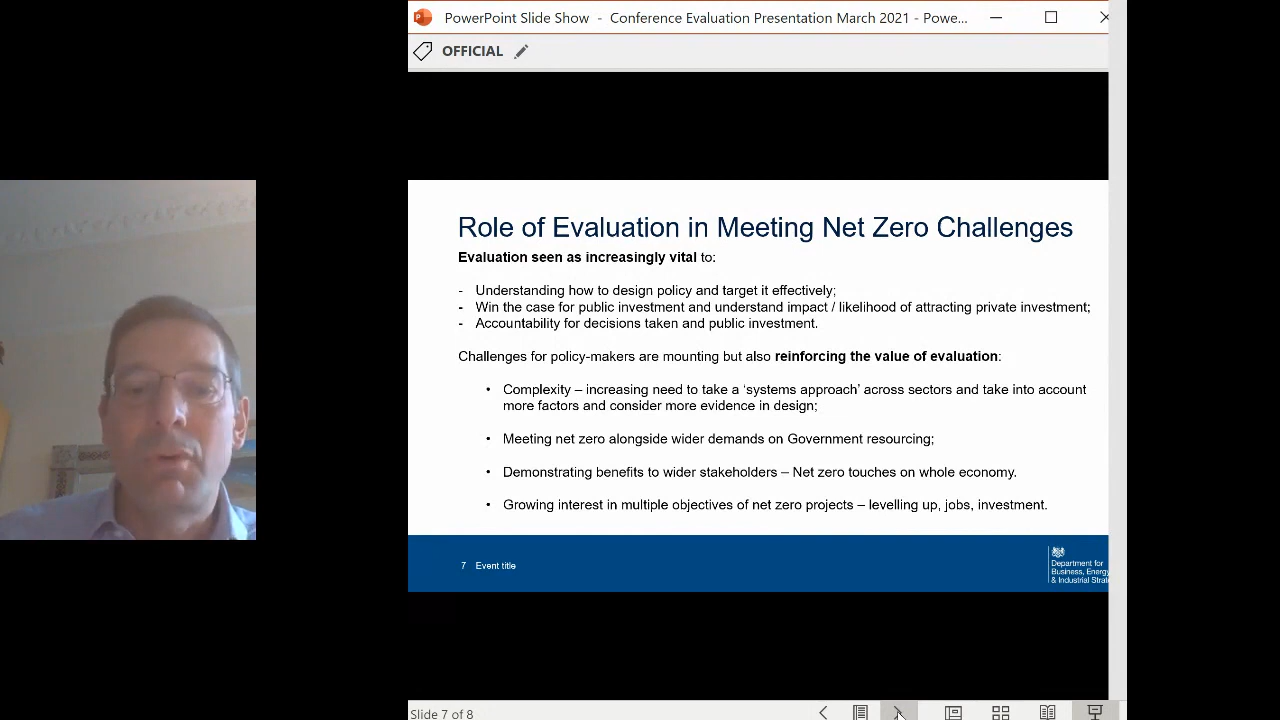 PowerPoint Slide Show - Conference Evaluation Presentation March 2021 - Powe...
OFFICIAL
Role of Evaluation in Meeting Net Zero Challenges
Evaluation seen as increasingly vital to:
- Understanding how to design policy and target it effectively;
- Win the case for public investment and understand impact / likelihood of attracting private investment;
- Accountability for decisions taken and public investment.
Challenges for policy-makers are mounting but also reinforcing the value of evaluation:
• Complexity – increasing need to take a ‘systems approach’ across sectors and take into account
more factors and consider more evidence in design;
• Meeting net zero alongside wider demands on Government resourcing;
• Demonstrating benefits to wider stakeholders – Net zero touches on whole economy.
• Growing interest in multiple objectives of net zero projects – levelling up, jobs, investment.
7 Event title
Department for
Business, Energy
& Industrial Strate
Slide 7 of 8